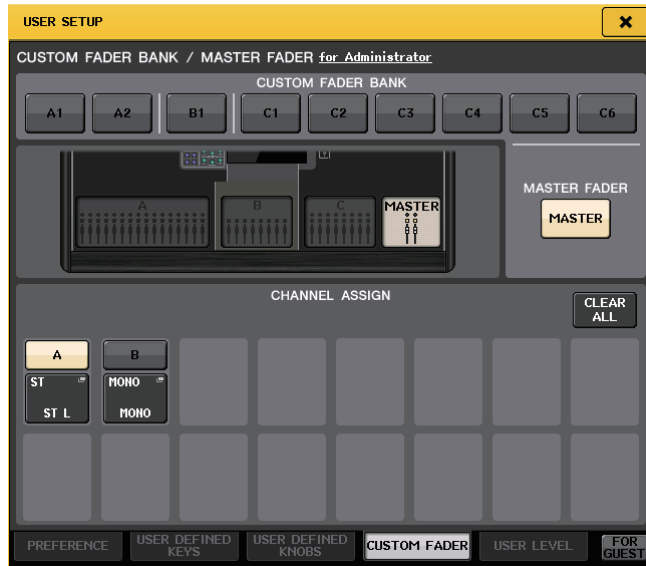 USER SETUP
CUSTOM FADER BANK / MASTER FADER for Administrator
CUSTOM FADER BANK
A1 A2 B1 C1 C2 C3 C4 C5 C6
A B C MASTER
MASTER FADER
MASTER
CHANNEL ASSIGN
CLEAR ALL
A B
ST MONO
ST L MONO
PREFERENCE USER DEFINED KEYS USER DEFINED KNOBS CUSTOM FADER USER LEVEL FOR GUEST